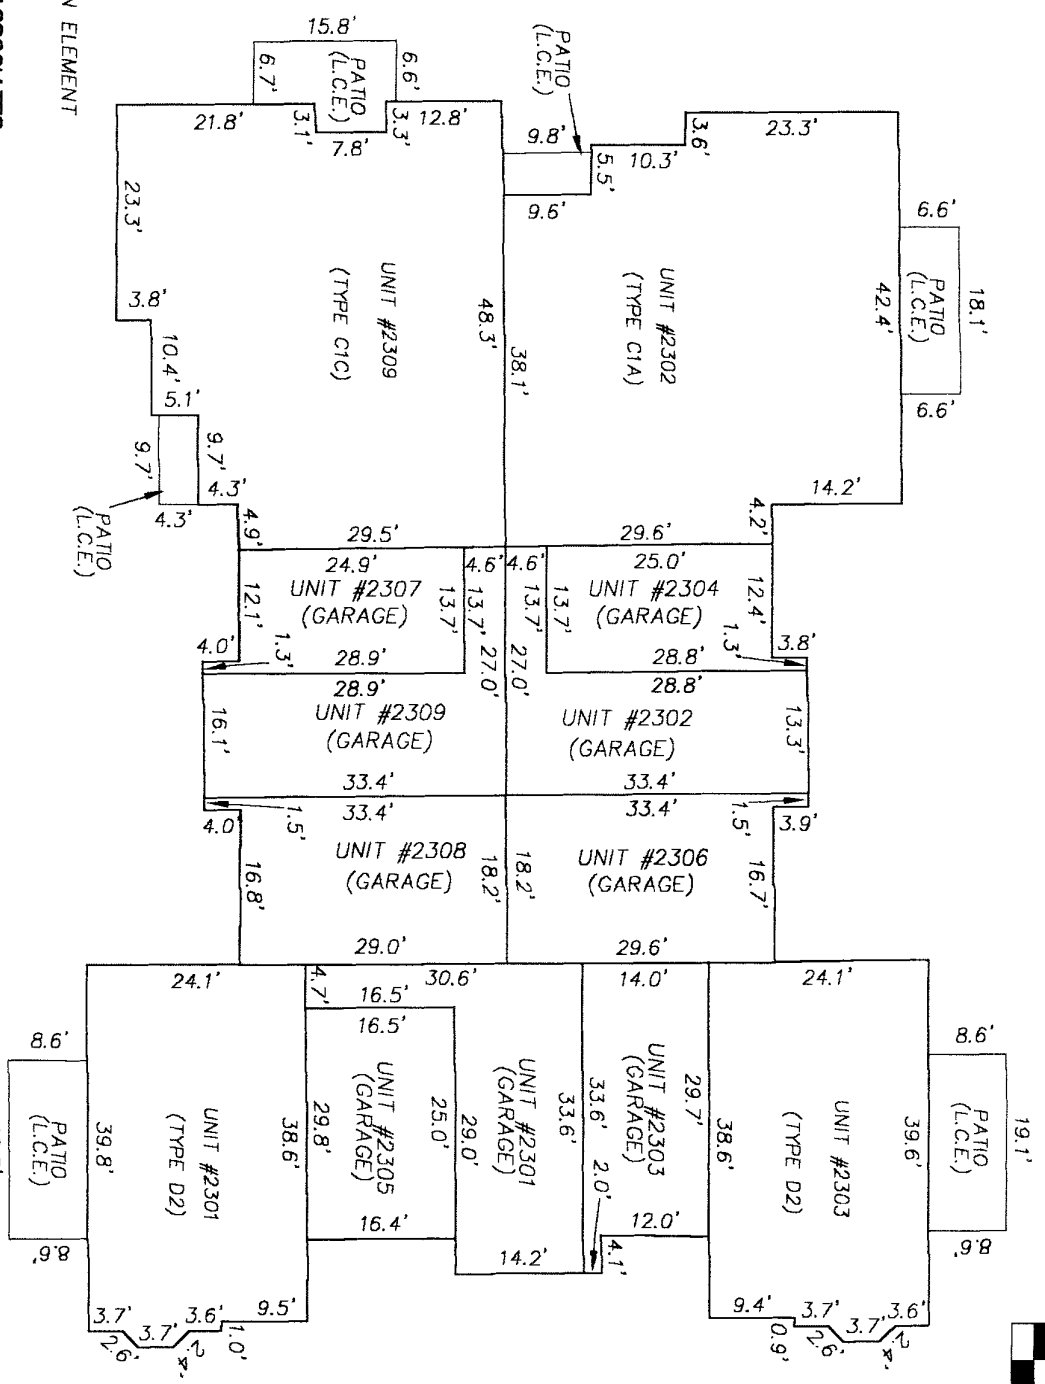 N ELEMENT
15.8'
6.7'
PATIO
(L.C.E.)
6.6'
21.8'
3.1'
7.8'
3.3'
12.8'
PATIO
(L.C.E.)
9.8'
5.5'
10.3'
3.6'
23.3'
9.6'
6.6'
18.1'
PATIO
(L.C.E.)
42.4'
6.6'
23.3'
3.8'
10.4'
5.1'
9.7'
9.7'
4.3'
4.3'
PATIO
(L.C.E.)
UNIT #2309
(TYPE C1C)
48.3'
38.1'
UNIT #2302
(TYPE C1A)
14.2'
4.2'
4.9'
29.5'
29.6'
24.9'
4.6'
4.6'
25.0'
UNIT #2307
(GARAGE)
12.1'
13.7'
13.7'
27.0'
27.0'
13.7'
13.7'
UNIT #2304
(GARAGE)
12.4'
4.0'
1.3'
28.9'
28.8'
1.3'
3.8'
28.9'
28.8'
UNIT #2309
(GARAGE)
16.1'
UNIT #2302
(GARAGE)
13.3'
33.4'
33.4'
33.4'
33.4'
4.0'
1.5'
1.5'
3.9'
UNIT #2308
(GARAGE)
16.8'
18.2'
18.2'
UNIT #2306
(GARAGE)
16.7'
29.0'
29.6'
24.1'
4.7'
30.6'
14.0'
24.1'
16.5'
16.5'
8.6'
PATIO
(L.C.E.)
8.6'
39.8'
UNIT #2301
(TYPE D2)
38.6'
29.8'
UNIT #2305
(GARAGE)
25.0'
29.0'
UNIT #2301
(GARAGE)
33.6'
33.6'
2.0'
UNIT #2303
(GARAGE)
29.7'
38.6'
UNIT #2303
(TYPE D2)
39.6'
8.6'
PATIO
(L.C.E.)
19.1'
8.6'
16.4'
14.2'
4.1'
12.0'
3.7'
2.6'
3.7'
2.4'
3.6'
1.0'
9.5'
9.4'
0.9'
3.7'
2.6'
3.7'
2.4'
3.6'